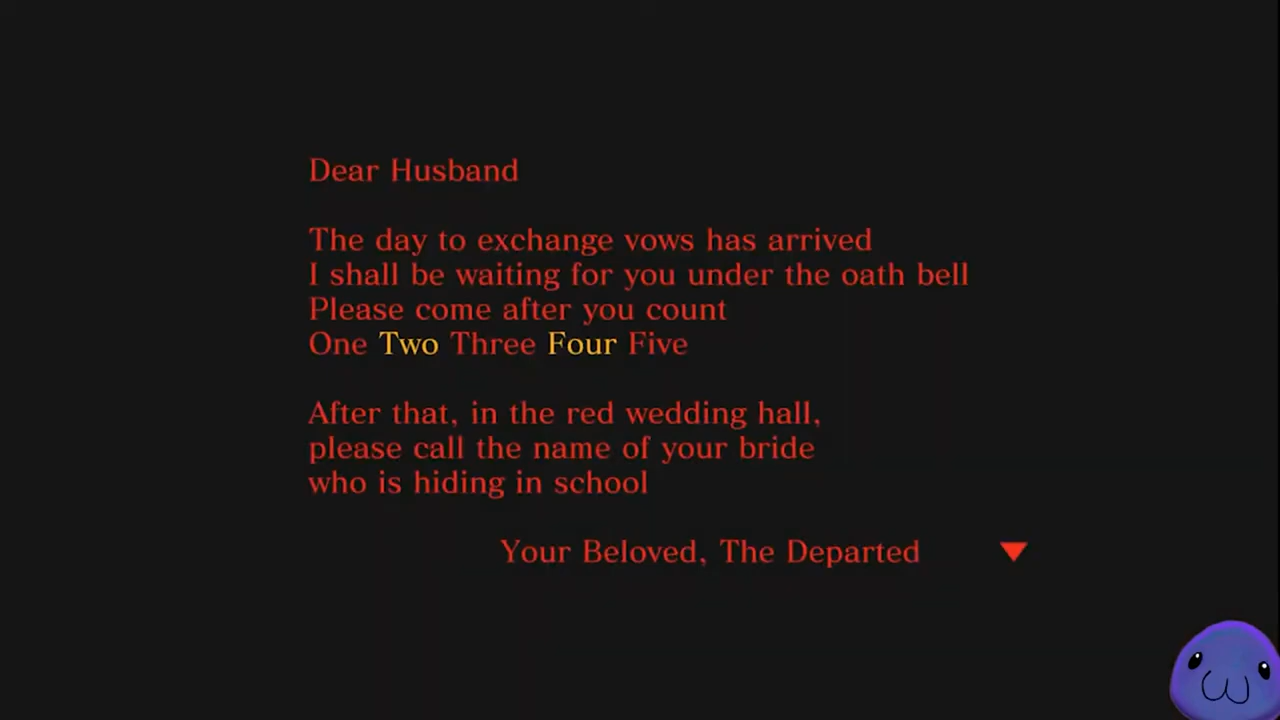 Dear Husband
The day to exchange vows has arrived
I shall be waiting for you under the oath bell
Please come after you count
One Two Three Four Five
After that, in the red wedding hall,
please call the name of your bride
who is hiding in school
Your Beloved, The Departed